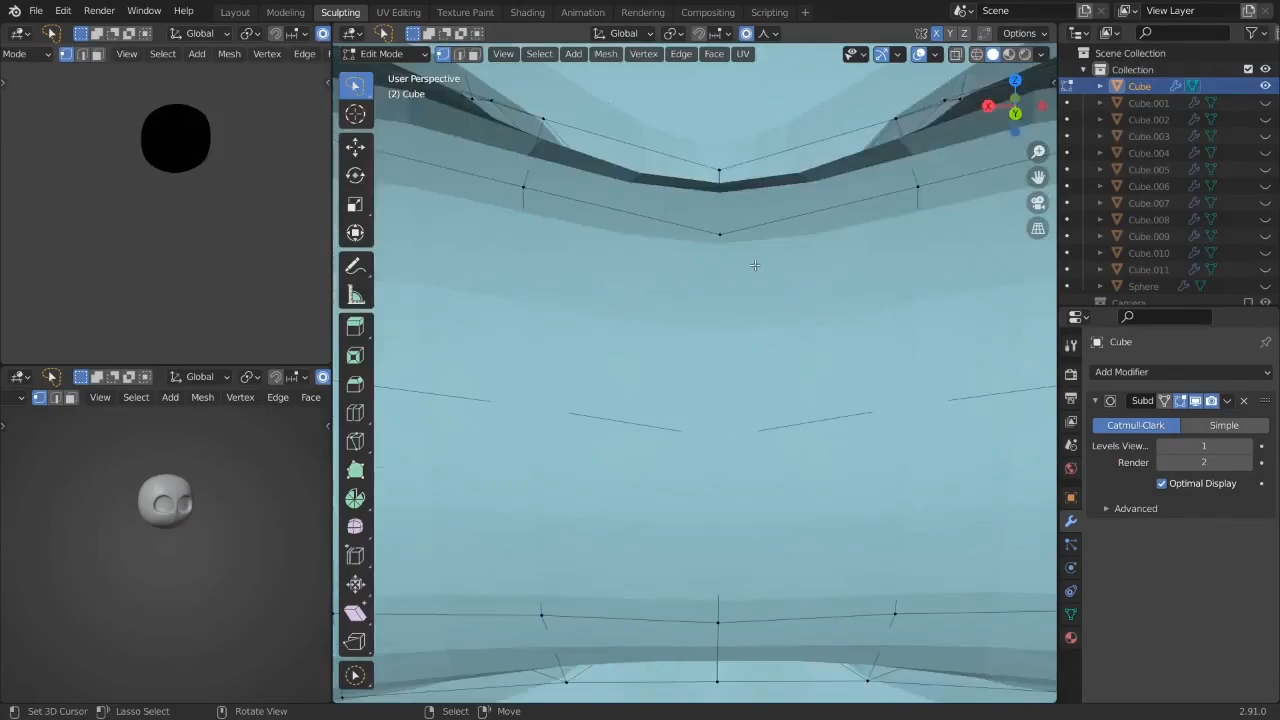 File Edit Render Window Help Layout Modeling Sculpting UV Editing Texture Paint Shading Animation Rendering Compositing Scripting + Scene View Layer
Global
Global
Options
Mode View Select Add Mesh Vertex Edge
Edit Mode View Select Add Mesh Vertex Edge Face UV
X Y Z
User Perspective
(2) Cube
Z
X
Y
Scene Collection
Collection
Cube
Cube.001
Cube.002
Cube.003
Cube.004
Cube.005
Cube.006
Cube.007
Cube.008
Cube.009
Cube.010
Cube.011
Sphere
Camera
Cube
Add Modifier
Subd
Catmull-Clark Simple
Levels View... 1
Render 2
Optimal Display
Advanced
Global
View Select Add Mesh Vertex Edge Face
Set 3D Cursor Lasso Select Rotate View Select Move 2.91.0